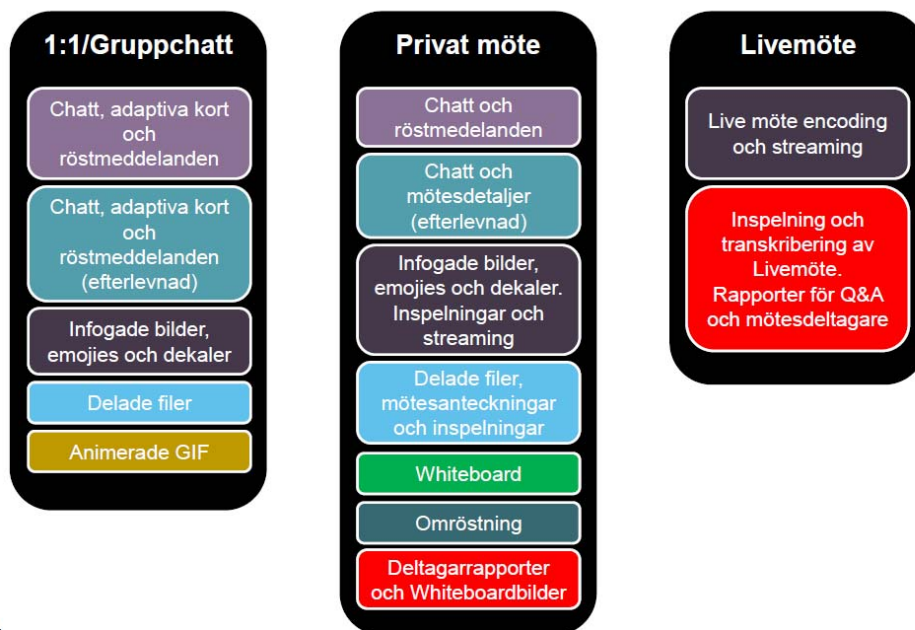 1:1/Gruppchatt
Chatt, adaptiva kort
och
röstmeddelanden
Chatt, adaptiva kort
och
röstmeddelanden
(efterlevnad)
Infogade bilder,
emojies och dekaler
Delade filer
Animerade GIF
Privat möte
Chatt och
röstmedelanden
Chatt och
mötesdetaljer
(efterlevnad)
Infogade bilder,
emojies och dekaler.
Inspelningar och
streaming
Delade filer,
mötesanteckningar
och inspelningar
Whiteboard
Omröstning
Deltagarrapporter
och Whiteboardbilder
Livemöte
Live möte encoding
och streaming
Inspelning och
transkribering av
Livemöte.
Rapporter för Q&A
och mötesdeltagare